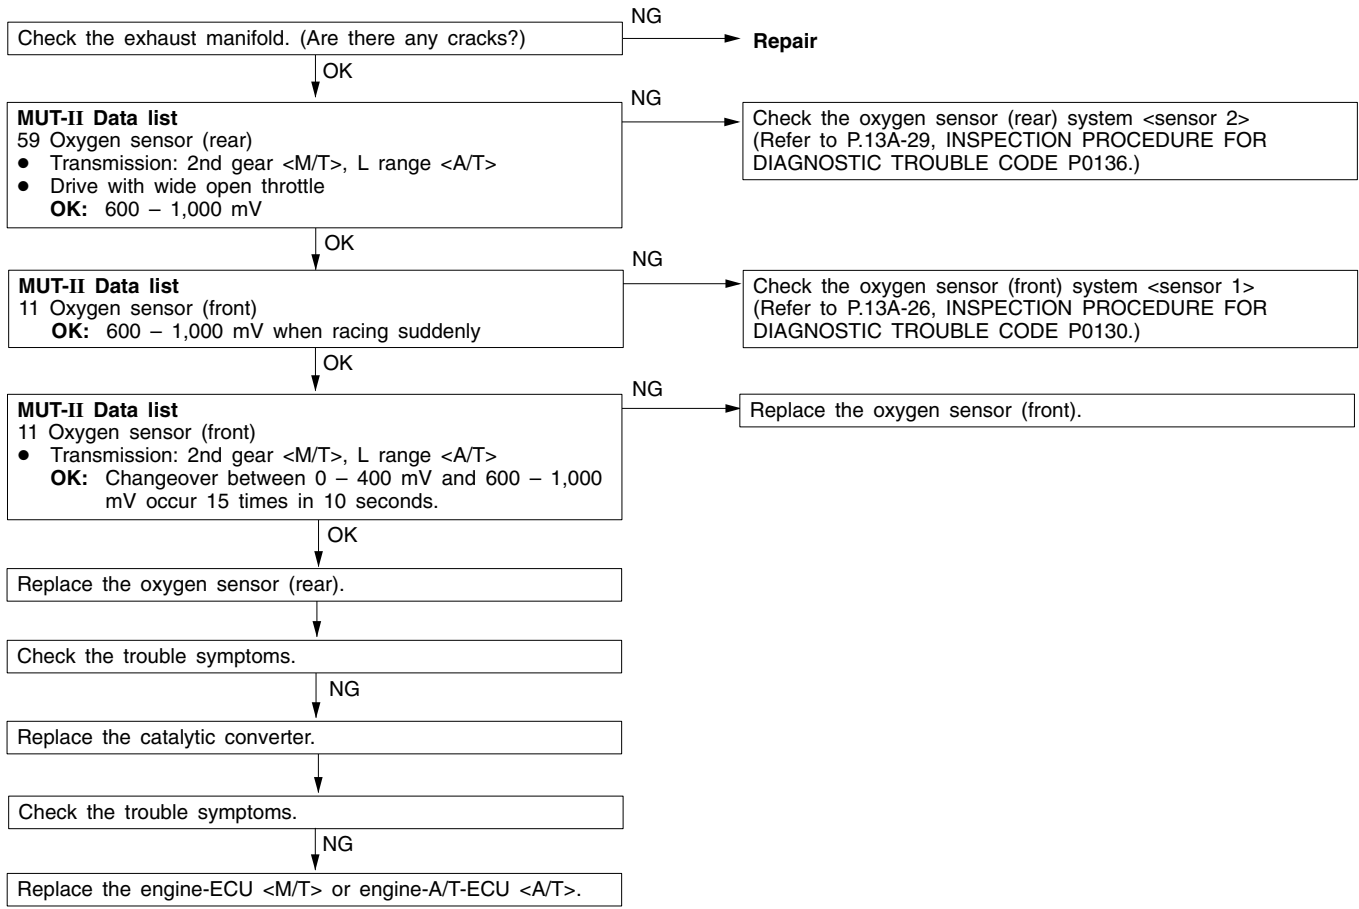 NG
Check the exhaust manifold. (Are there any cracks?)
Repair
OK
MUT-II Data list
59 Oxygen sensor (rear)
● Transmission: 2nd gear <M/T>, L range <A/T>
● Drive with wide open throttle
OK: 600 – 1,000 mV
NG
Check the oxygen sensor (rear) system <sensor 2>
(Refer to P.13A-29, INSPECTION PROCEDURE FOR
DIAGNOSTIC TROUBLE CODE P0136.)
OK
MUT-II Data list
11 Oxygen sensor (front)
OK: 600 – 1,000 mV when racing suddenly
NG
Check the oxygen sensor (front) system <sensor 1>
(Refer to P.13A-26, INSPECTION PROCEDURE FOR
DIAGNOSTIC TROUBLE CODE P0130.)
OK
MUT-II Data list
11 Oxygen sensor (front)
● Transmission: 2nd gear <M/T>, L range <A/T>
OK: Changeover between 0 – 400 mV and 600 – 1,000
mV occur 15 times in 10 seconds.
NG
Replace the oxygen sensor (front).
OK
Replace the oxygen sensor (rear).
Check the trouble symptoms.
NG
Replace the catalytic converter.
Check the trouble symptoms.
NG
Replace the engine-ECU <M/T> or engine-A/T-ECU <A/T>.